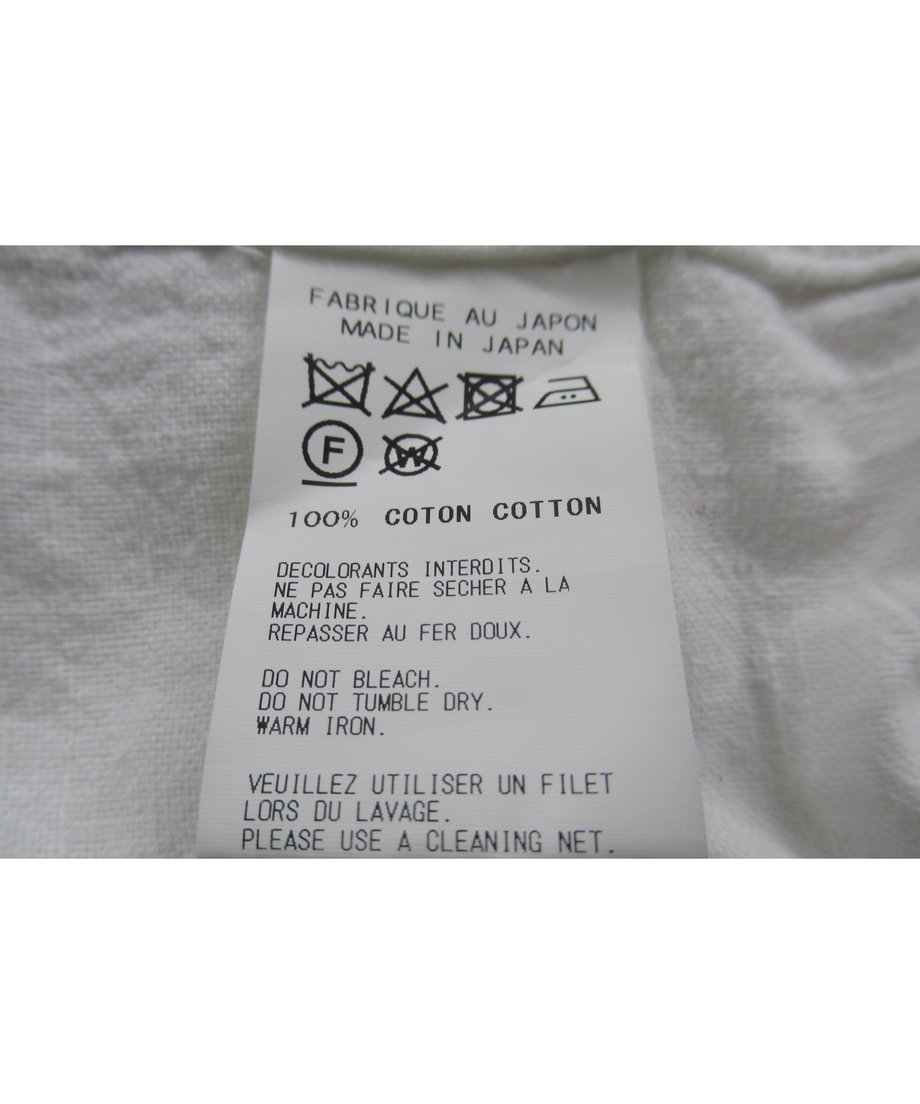 FABRIQUE AU JAPON
MADE IN JAPAN
F W
100% COTON COTTON
DECOLORANTS INTERDITS.
NE PAS FAIRE SECHER A LA
MACHINE.
REPASSER AU FER DOUX.
DO NOT BLEACH.
DO NOT TUMBLE DRY.
WARM IRON.
VEUILLEZ UTILISER UN FILET
LORS DU LAVAGE.
PLEASE USE A CLEANING NET.